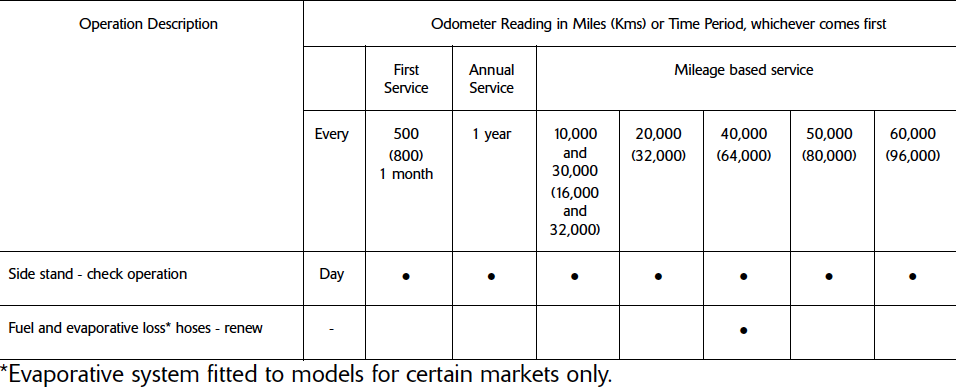 Operation Description
Odometer Reading in Miles (Kms) or Time Period, whichever comes first
First
Service
Annual
Service
Mileage based service
Every
500
(800)
1 month
1 year
10,000
and
30,000
(16,000
and
32,000)
20,000
(32,000)
40,000
(64,000)
50,000
(80,000)
60,000
(96,000)
Side stand - check operation Day • • • • • • •
Fuel and evaporative loss* hoses - renew - •
*Evaporative system fitted to models for certain markets only.